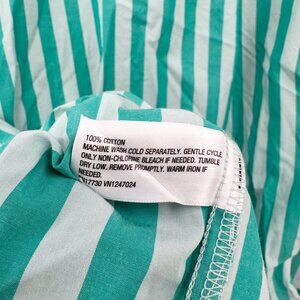 100% COTTON
MACHINE WASH COLD SEPARATELY. GENTLE CYCLE
ONLY NON-CHLORINE BLEACH IF NEEDED. TUMBLE
DRY LOW. REMOVE PROMPTLY. WARM IRON IF
NEEDED.
17730 VN1247024